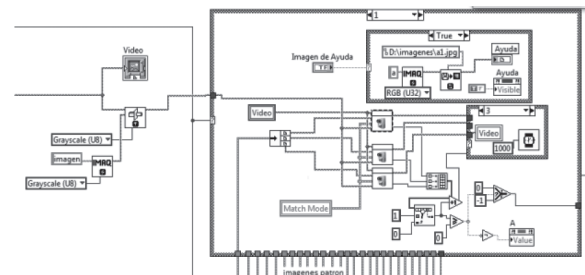 1
True
Video
Imagen de Ayuda
TF
D:\imagenes\a1.jpg
Ayuda
a
IMAQ
RGB (U32)
Ayuda
Visible
Video
3
Video
1000
Grayscale (U8)
imagen
IMAQ
Grayscale (U8)
Match Mode
0
-1
1
0
0
A
Value
imagenes patron